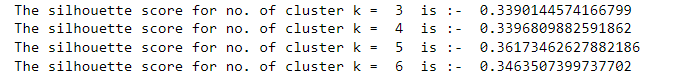 The silhouette score for no. of cluster k =  3  is :-  0.3390144574166799
The silhouette score for no. of cluster k =  4  is :-  0.3396809882591862
The silhouette score for no. of cluster k =  5  is :-  0.36173462627882186
The silhouette score for no. of cluster k =  6  is :-  0.3463507399737702